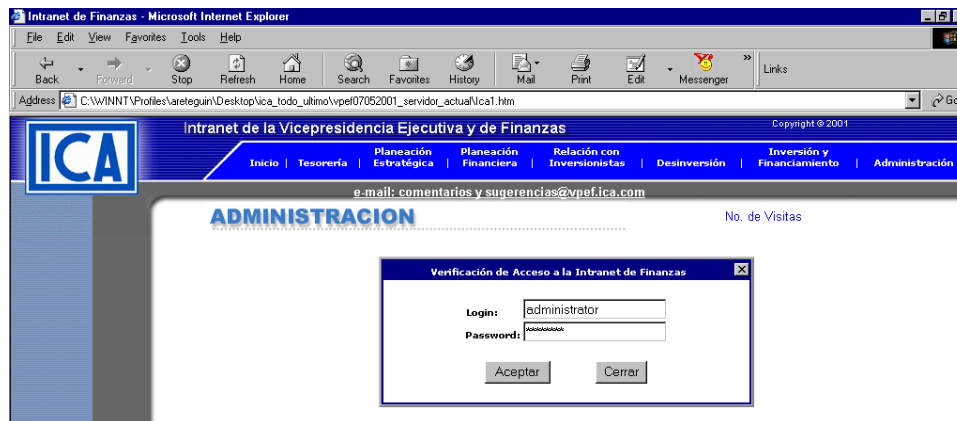 Intranet de Finanzas - Microsoft Internet Explorer
File Edit View Favorites Tools Help
Back Forward Stop Refresh Home Search Favorites History Mail Print Edit Messenger » Links
Address C:\WINNT\Profiles\areteguin\Desktop\ica_todo_ultimo\vpef07052001_servidor_actual\Ica1.htm Go
ICA
Intranet de la Vicepresidencia Ejecutiva y de Finanzas Copyright © 2001
Inicio | Tesorería | Planeación Estratégica | Planeación Financiera | Relación con Inversionistas | Desinversión | Inversión y Financiamiento | Administración
e-mail: comentarios y sugerencias@vpef.ica.com
ADMINISTRACION No. de Visitas
Verificación de Acceso a la Intranet de Finanzas
Login: administrator
Password: ********
Aceptar Cerrar